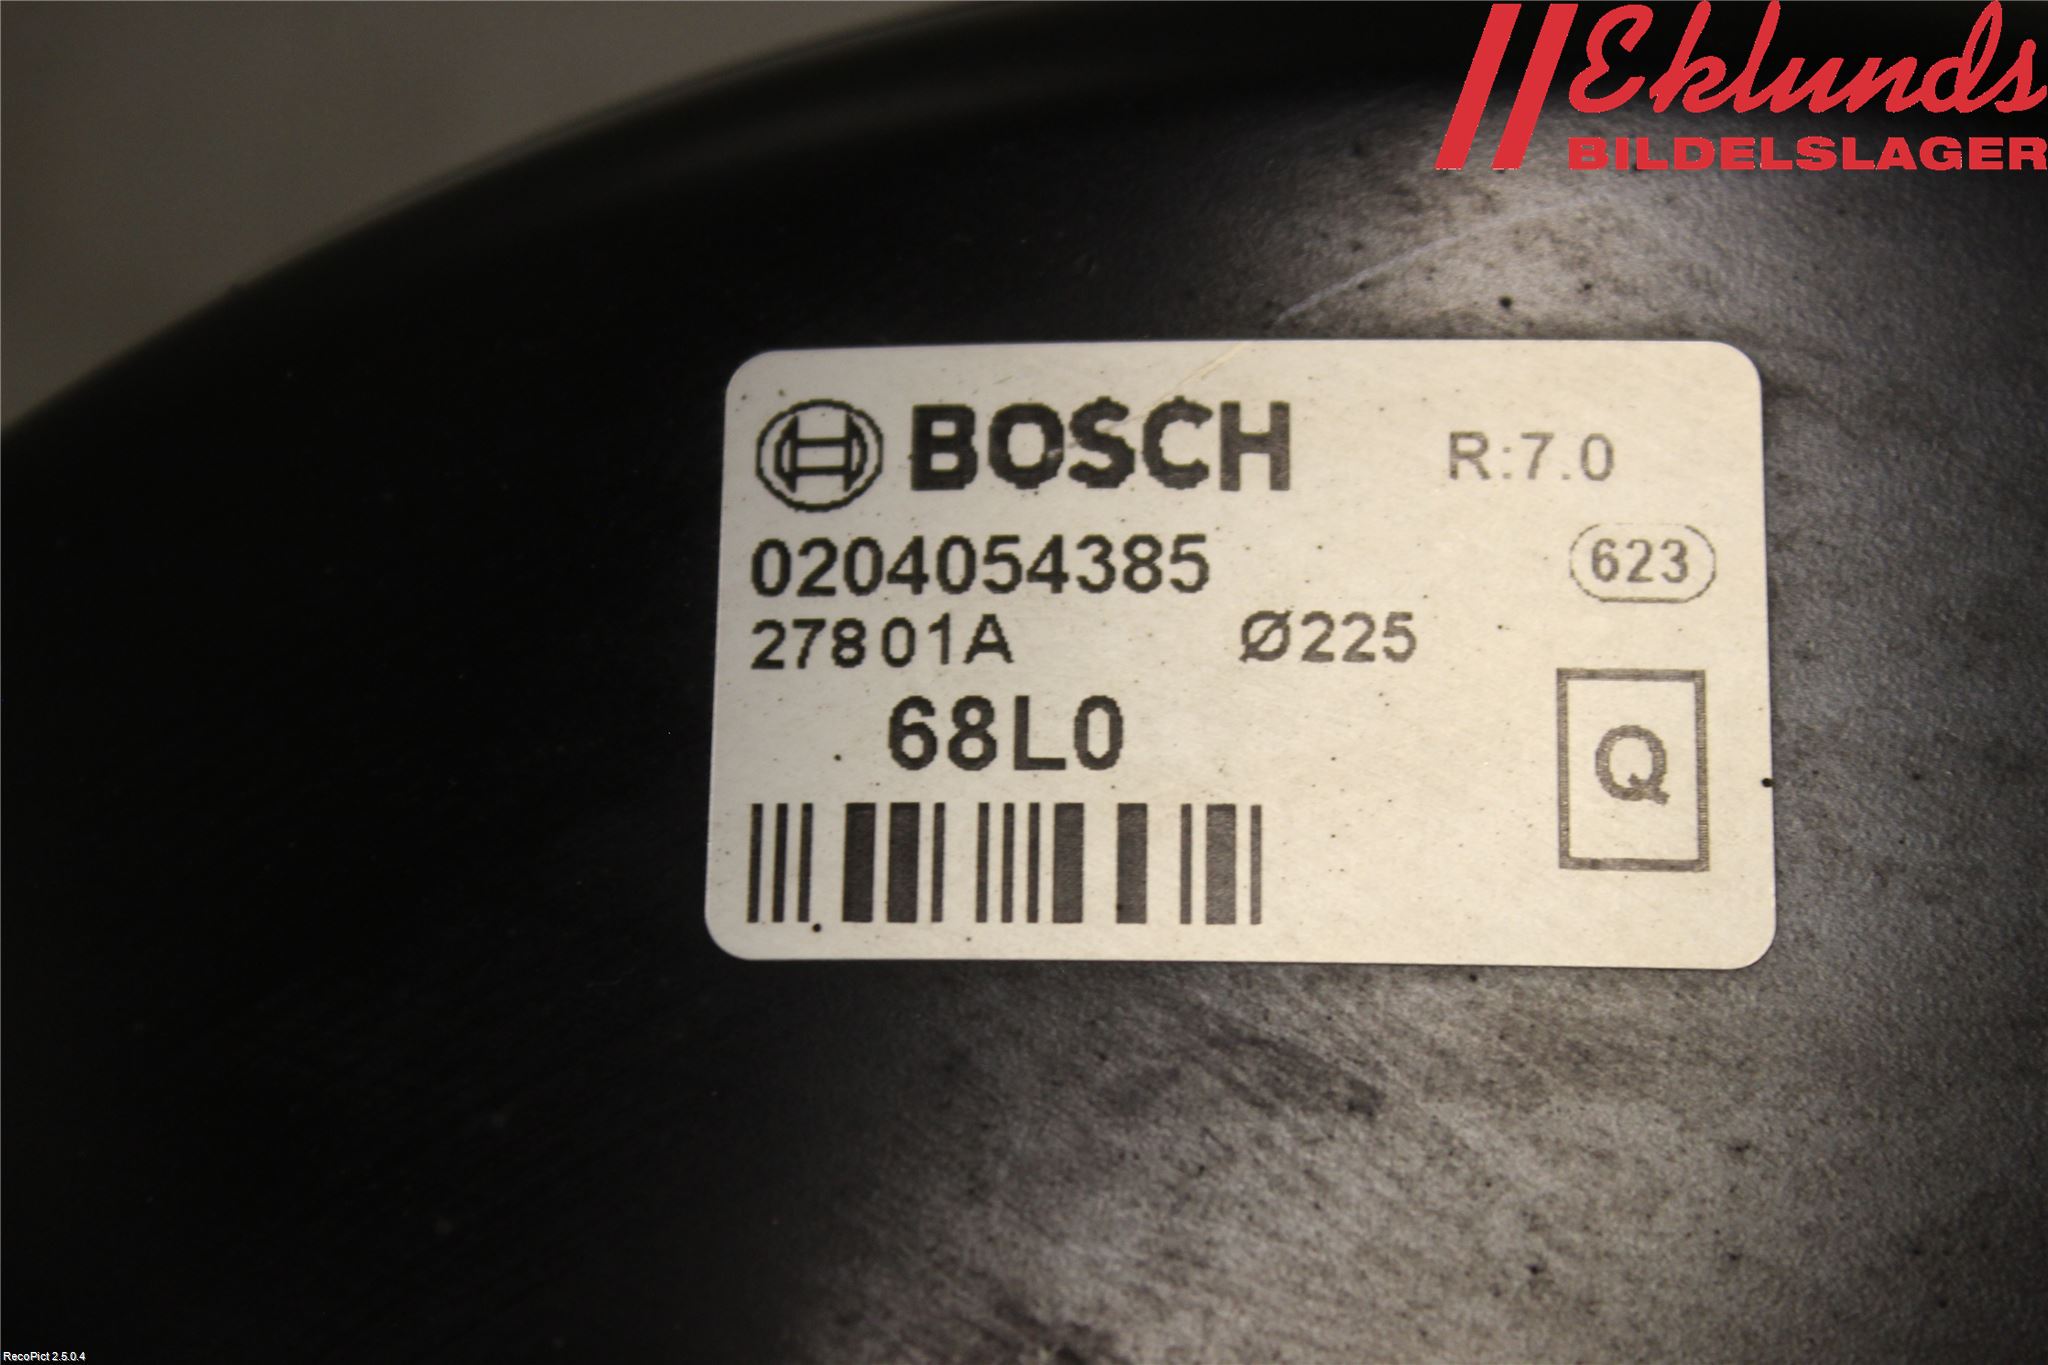 Eklunds
BILDELSLAGER
BOSCH R:7.0
0204054385
623
27801A Ø225
68L0
Q
RecoPict 2.5.0.4